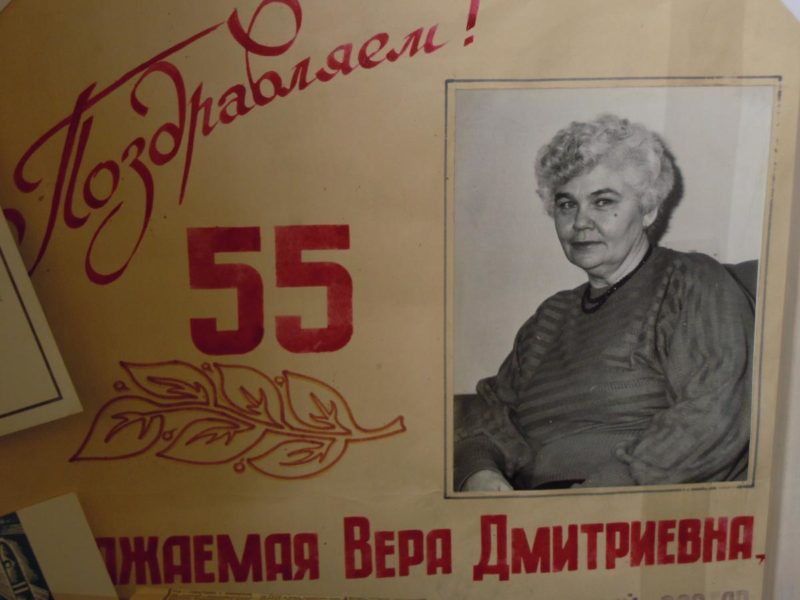 Поздравляем!
55
ажаемая Вера Дмитриевна,